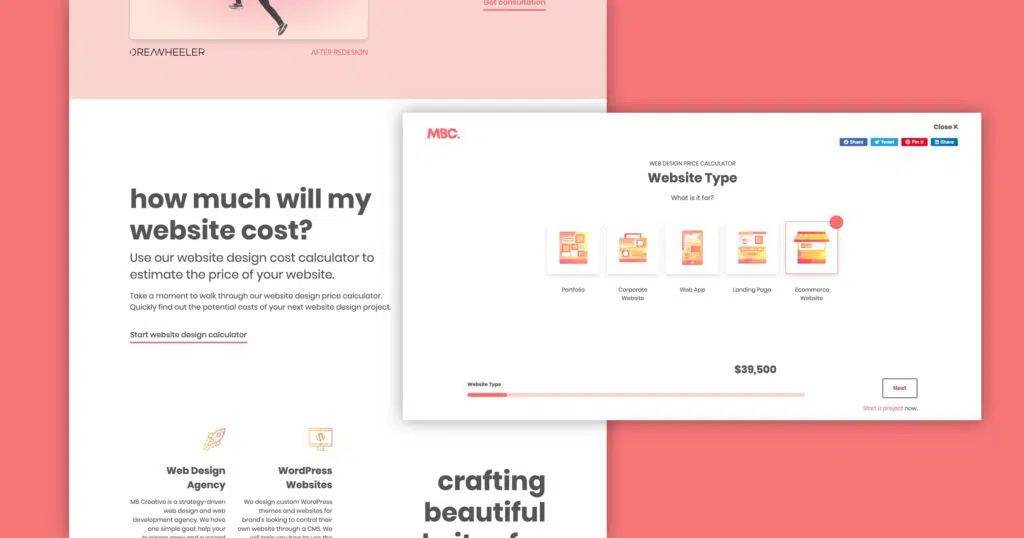 Get consultation
DREWHEELER
AFTER REDESIGN
how much will my
website cost?
Use our website design cost calculator to
estimate the price of your website.
Take a moment to walk through our website design price calculator.
Quickly find out the potential costs of your next website design project.
Start website design calculator
Web Design
Agency
MB Creative is a strategy-driven
web design and web
development agency. We have
one simple goal: help your
business grow and succeed
WordPress
Websites
We design custom WordPress
themes and websites for
brand's looking to control their
own website through a CMS. We
will train you how to use the
crafting
beautiful
MBC.
Close ✕
Share
Tweet
Pin it
Share
WEB DESIGN PRICE CALCULATOR
Website Type
What is it for?
Portfolio
Corporate
Website
Web App
Landing Page
Ecommerce
Website
$39,500
Website Type
Next
Start a project now.